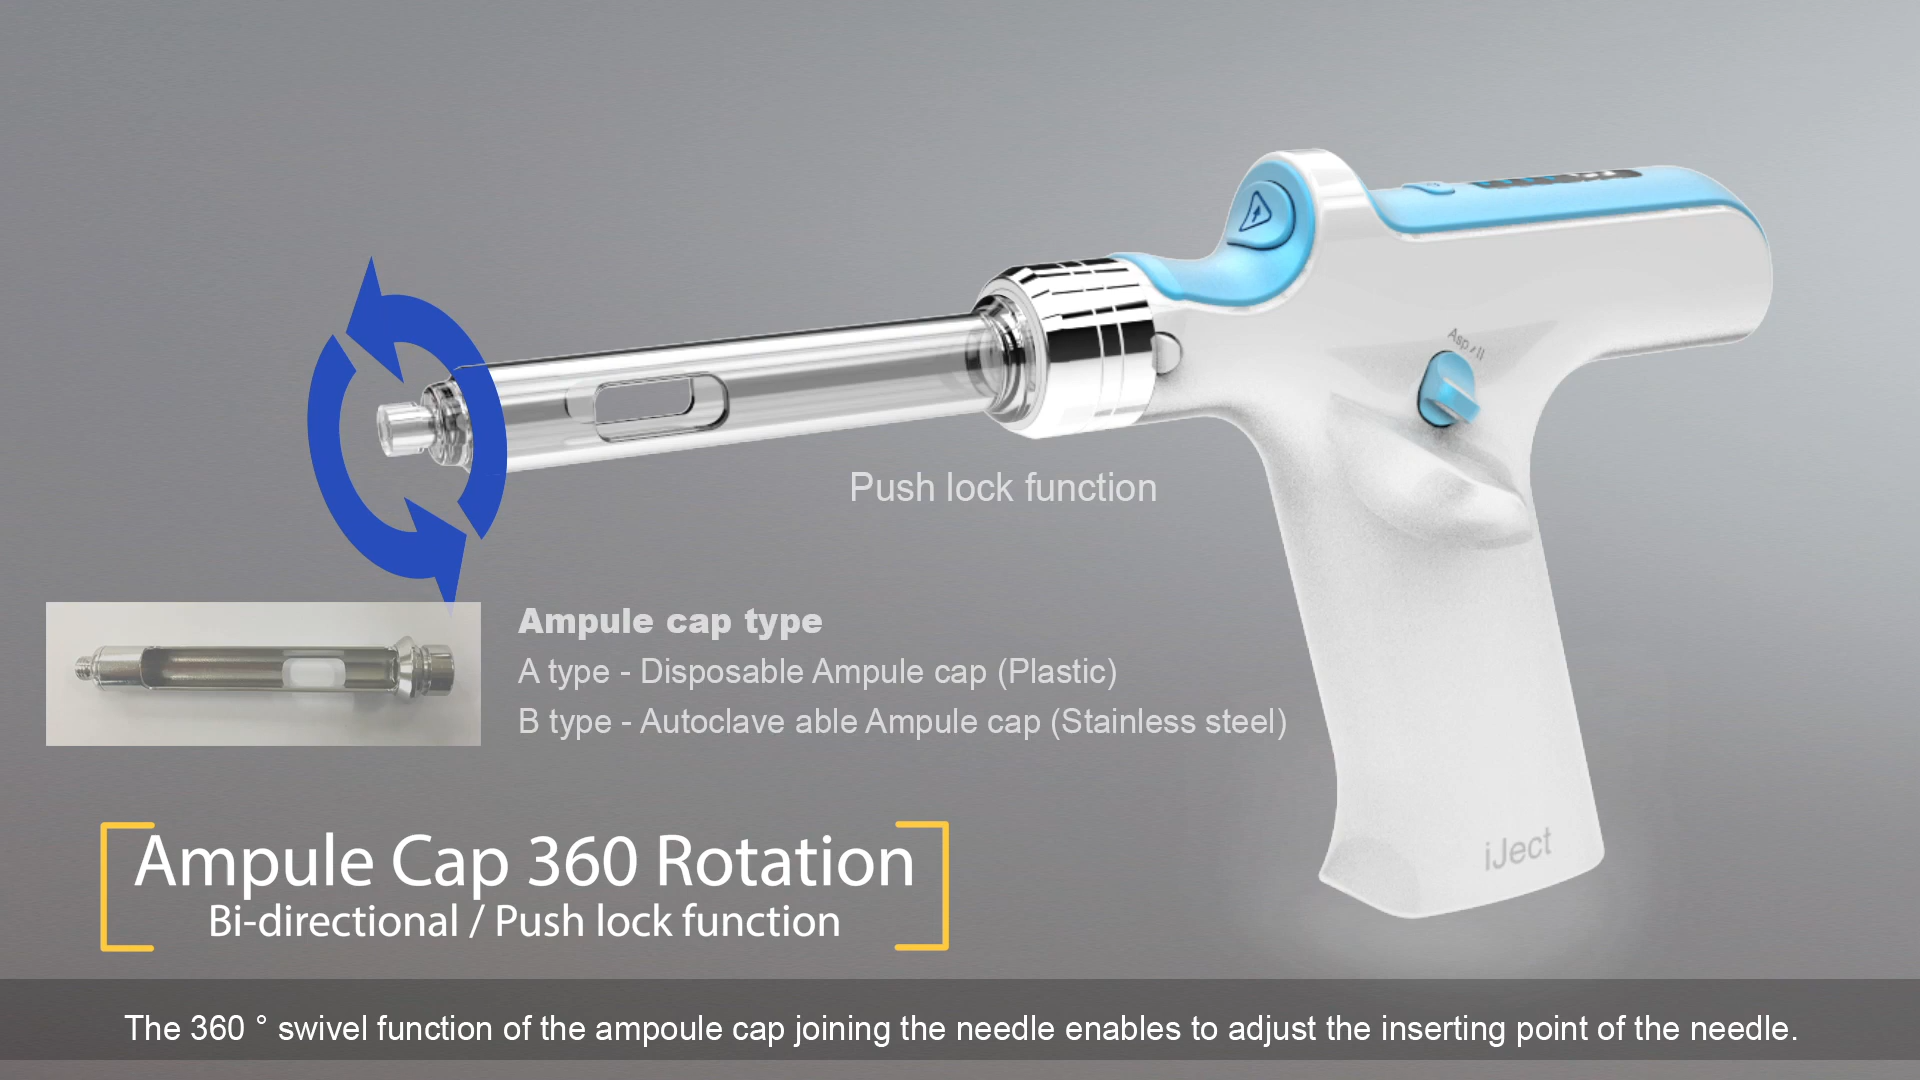 Asp / II
Push lock function
Ampule cap type
A type - Disposable Ampule cap (Plastic)
B type - Autoclave able Ampule cap (Stainless steel)
Ampule Cap 360 Rotation
Bi-directional / Push lock function
iJect
The 360 ° swivel function of the ampoule cap joining the needle enables to adjust the inserting point of the needle.